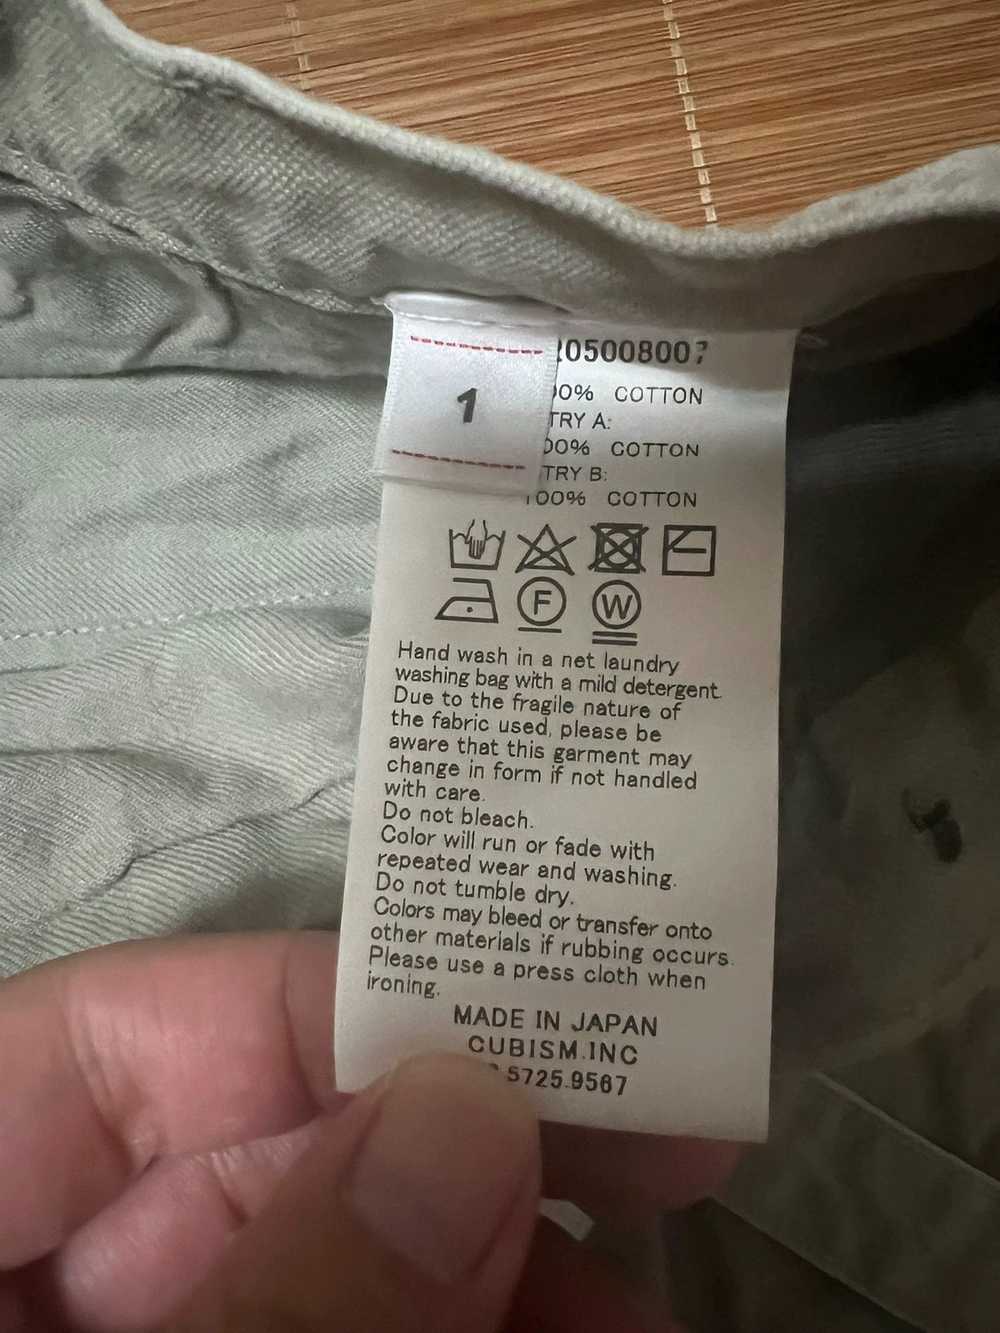 1
05008007
COTTON
TRY A:
COTTON
TRY B:
100% COTTON
F
W
Hand wash in a net laundry
washing bag with a mild detergent.
Due to the fragile nature of
the fabric used, please be
aware that this garment may
change in form if not handled
with care.
Do not bleach.
Color will run or fade with
repeated wear and washing.
Do not tumble dry.
Colors may bleed or transfer onto
other materials if rubbing occurs.
Please use a press cloth when
ironing.
MADE IN JAPAN
CUBISM.INC
5725.9567